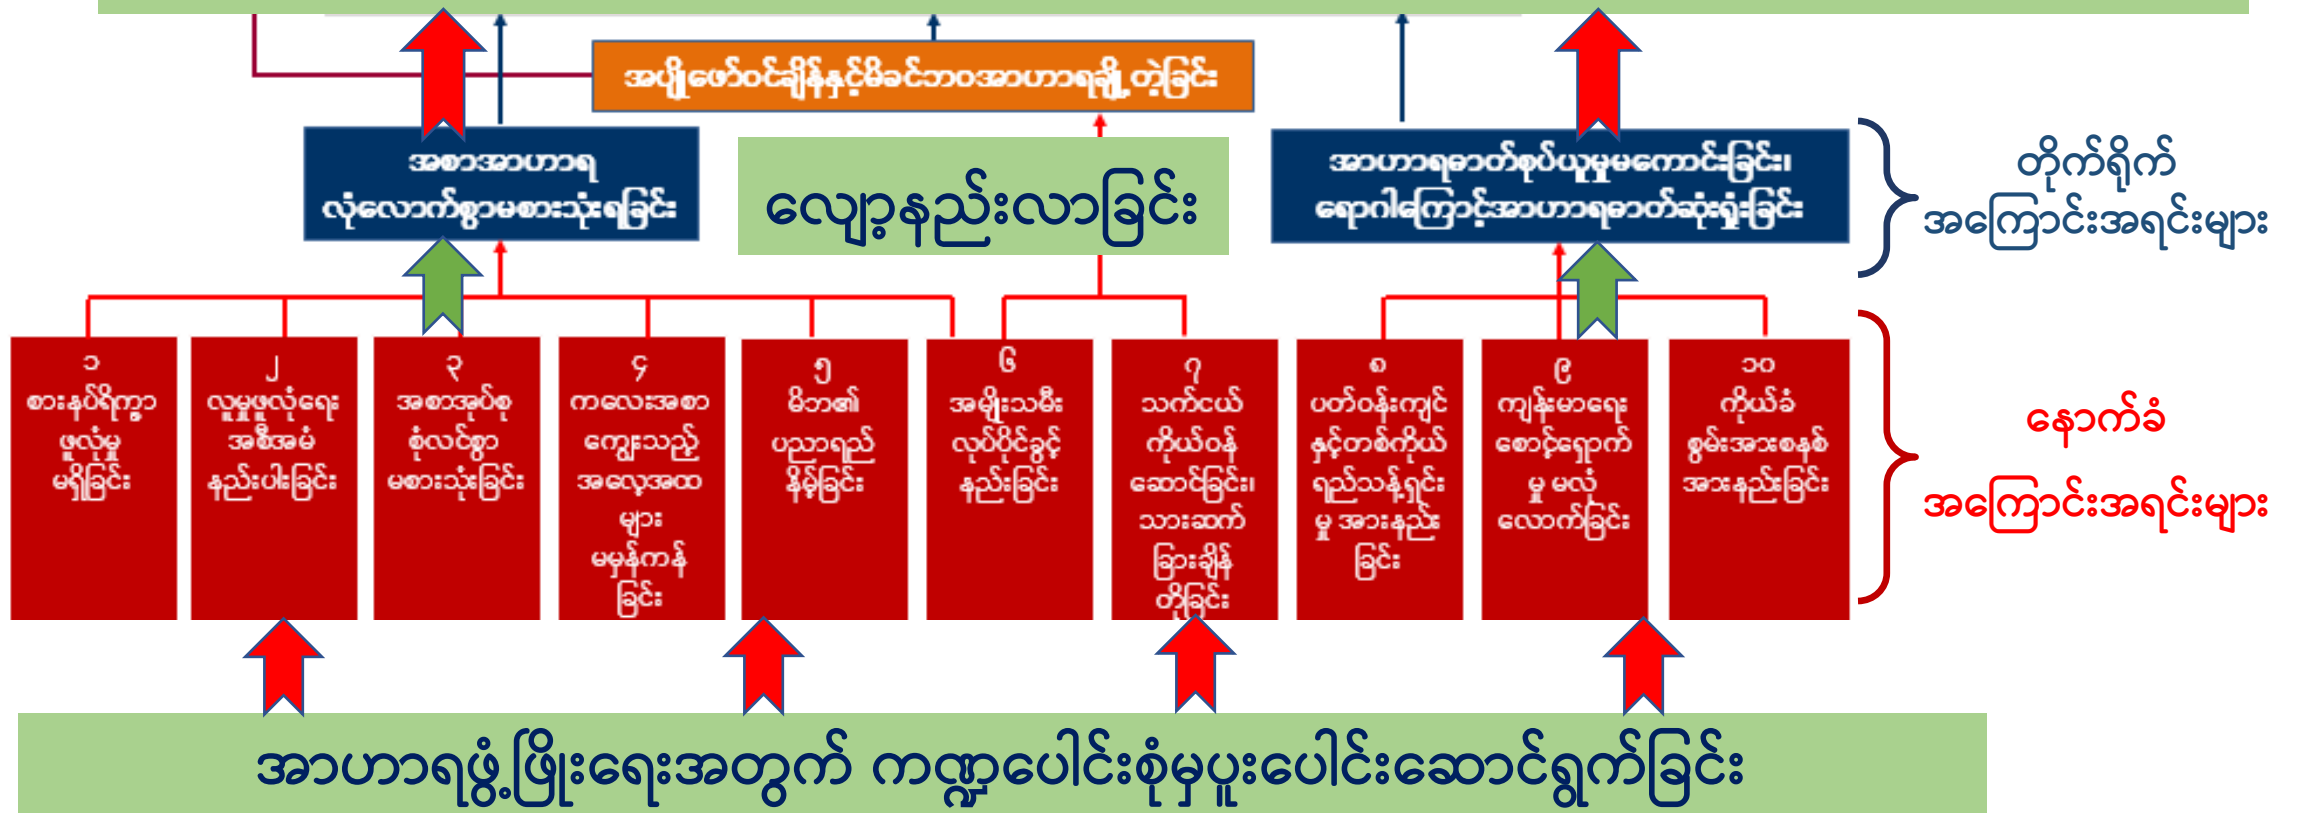 အပျိုဖော်ဝင်ချိန်နှင့်မိခင်ဘဝအာဟာရချို့တဲ့ခြင်း
အစာအာဟာရ
လုံလောက်စွာမစားသုံးရခြင်း
လျော့နည်းလာခြင်း
အာဟာရဓာတ်စုပ်ယူမှုမကောင်းခြင်း၊
ရောဂါကြောင့်အာဟာရဓာတ်ဆုံးရှုံးခြင်း
တိုက်ရိုက်
အကြောင်းအရင်းများ
၁
စားနပ်ရိက္ခာ
ဖူလုံမှု
မရှိခြင်း
၂
လူမှုဖူလုံရေး
အစီအမံ
နည်းပါးခြင်း
၃
အစာအုပ်စု
စုံလင်စွာ
မစားသုံးခြင်း
၄
ကလေးအစာ
ကျွေးသည့်
အလေ့အထ
များ
မမှန်ကန်
ခြင်း
၅
မိဘ၏
ပညာရည်
နိမ့်ခြင်း
၆
အမျိုးသမီး
လုပ်ပိုင်ခွင့်
နည်းခြင်း
၇
သက်ငယ်
ကိုယ်ဝန်
ဆောင်ခြင်း၊
သားဆက်
ခြားချိန်
တိုခြင်း
၈
ပတ်ဝန်းကျင်
နှင့်တစ်ကိုယ်
ရည်သန့်ရှင်း
မှု အားနည်း
ခြင်း
၉
ကျန်းမာရေး
စောင့်ရှောက်
မှု မလုံ
လောက်ခြင်း
၁၀
ကိုယ်ခံ
စွမ်းအားစနစ်
အားနည်းခြင်း
နောက်ခံ
အကြောင်းအရင်းများ
အာဟာရဖွံ့ဖြိုးရေးအတွက် ကဏ္ဍပေါင်းစုံမှပူးပေါင်းဆောင်ရွက်ခြင်း